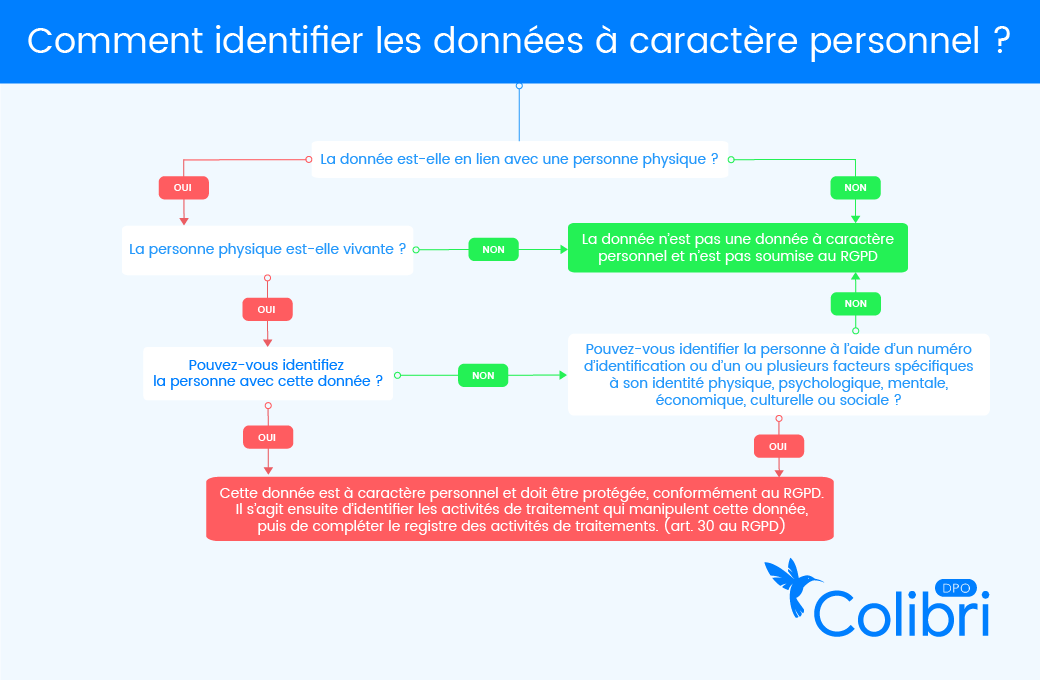 Comment identifier les données à caractère personnel ?
La donnée est-elle en lien avec une personne physique ?
OUI
NON
La personne physique est-elle vivante ?
NON
La donnée n'est pas une donnée à caractère
personnel et n'est pas soumise au RGPD
OUI
NON
Pouvez-vous identifiez
la personne avec cette donnée ?
NON
Pouvez-vous identifier la personne à l'aide d'un numéro
d'identification ou d'un ou plusieurs facteurs spécifiques
à son identité physique, psychologique, mentale,
économique, culturelle ou sociale ?
OUI
OUI
Cette donnée est à caractère personnel et doit être protégée, conformément au RGPD.
Il s'agit ensuite d'identifier les activités de traitement qui manipulent cette donnée,
puis de compléter le registre des activités de traitements. (art. 30 au RGPD)
DPO
Colibri